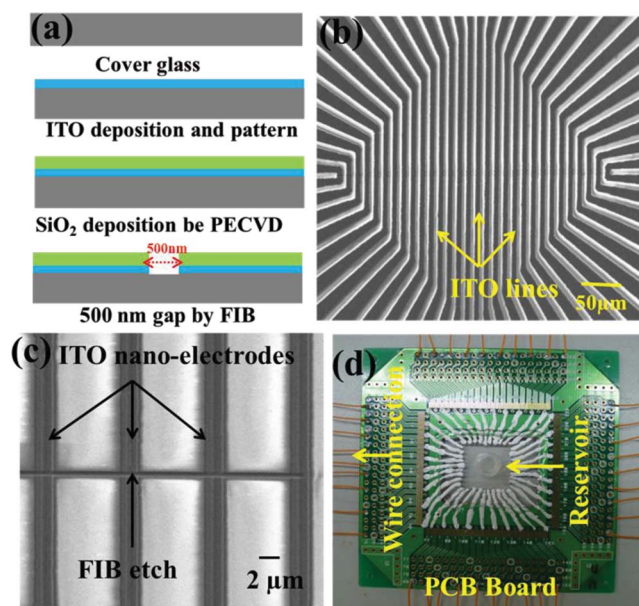 (a)
Cover glass
ITO deposition and pattern
SiO₂ deposition be PECVD
500nm
500 nm gap by FIB
(b)
ITO lines
50μm
(c)
ITO nano-electrodes
FIB etch
2 μm
(d)
Wire connection
Reservoir
PCB Board